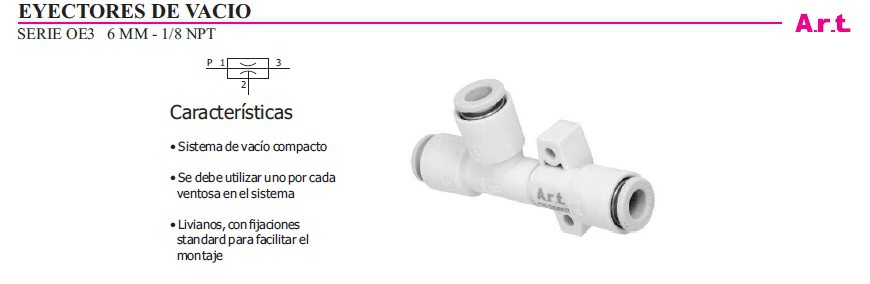 EYECTORES DE VACIO
A.r.t.
SERIE OE3 6 MM - 1/8 NPT
P 1 3
2
Características
• Sistema de vacío compacto
• Se debe utilizar uno por cada
ventosa en el sistema
• Livianos, con fijaciones
standard para facilitar el
montaje
A.r.t.